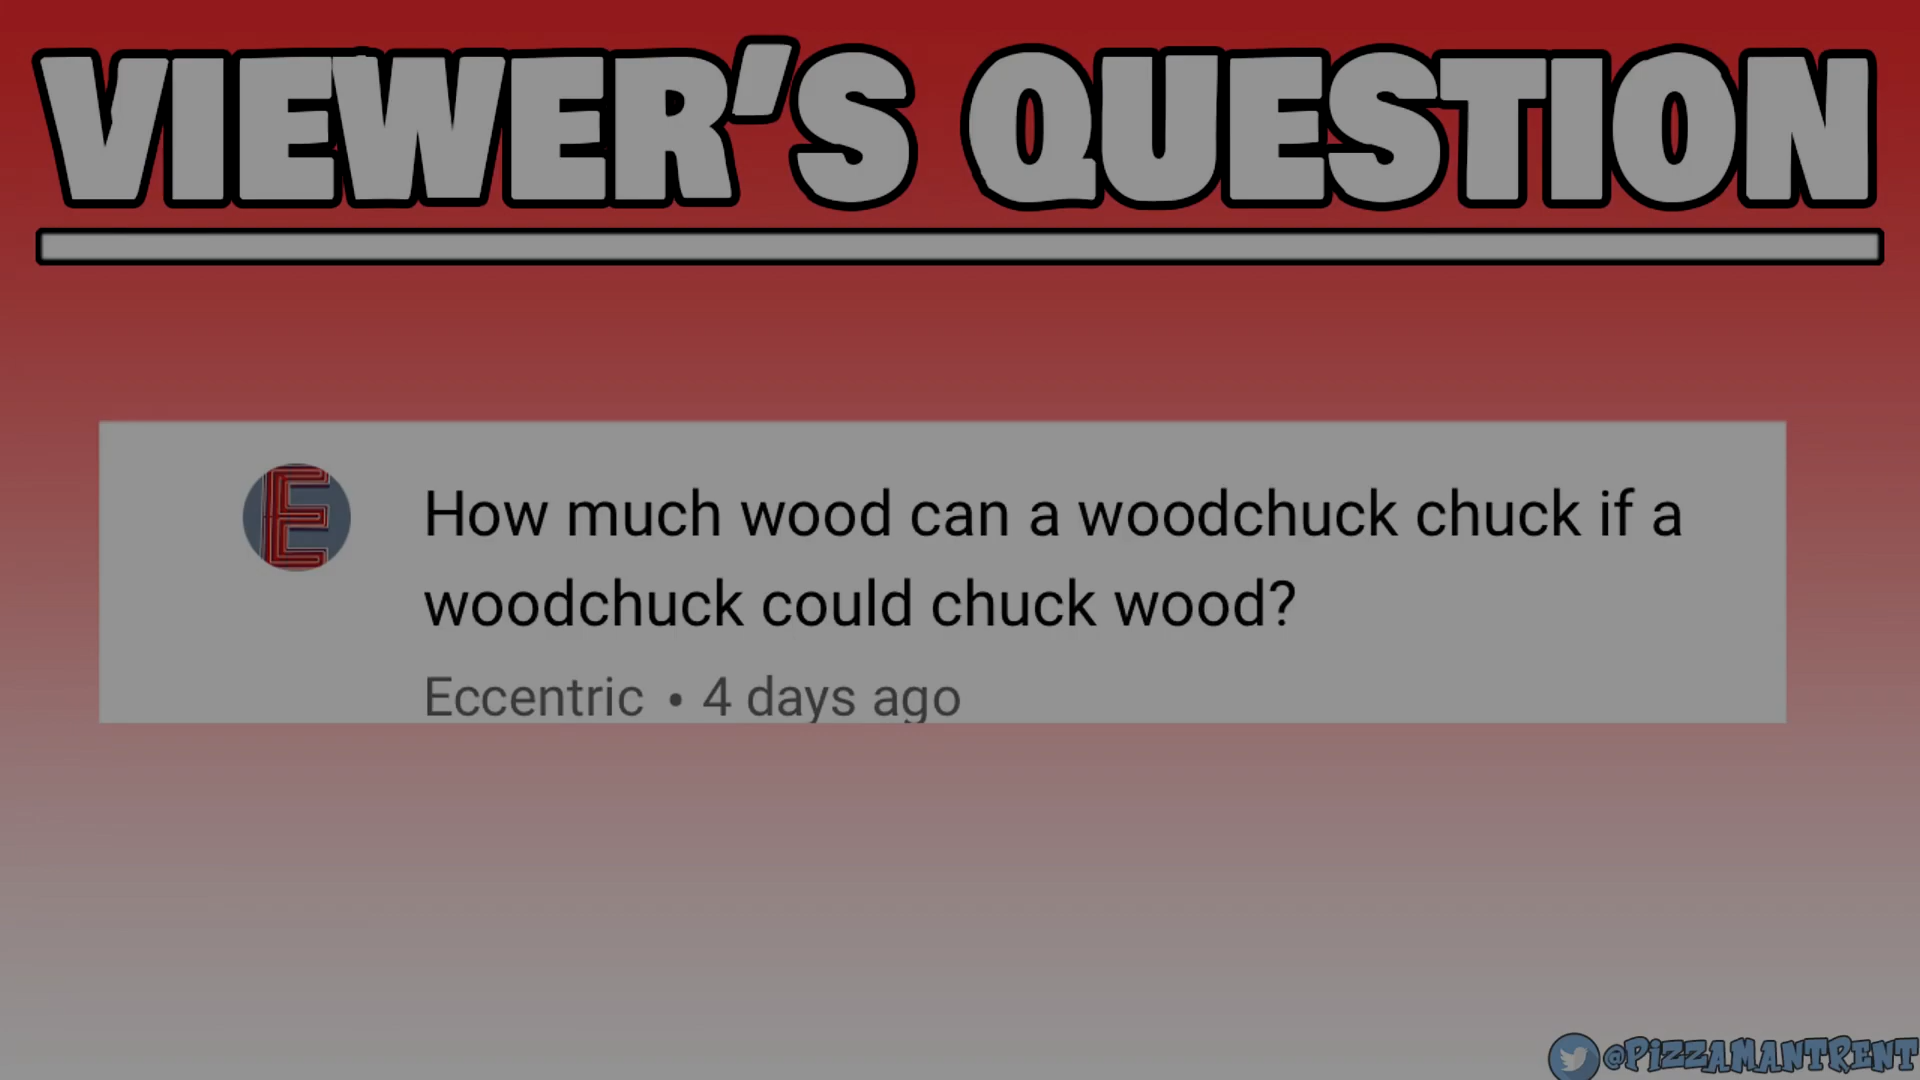 VIEWER'S QUESTION
E
How much wood can a woodchuck chuck if a
woodchuck could chuck wood?
Eccentric • 4 days ago
@PIZZAMANTRENT